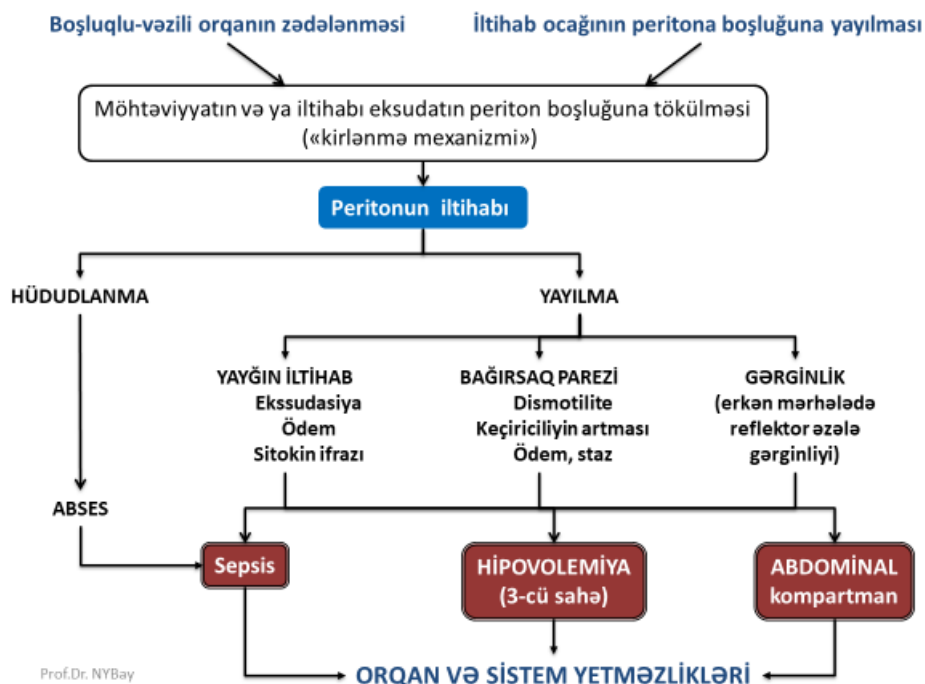 Boşluqlu-vəzili orqanın zədələnməsi
İltihab ocağının peritona boşluğuna yayılması
Möhtəviyyatın və ya iltihabı eksudatın periton boşluğuna tökülməsi
(«kirlənmə mexanizmi»)
Peritonun iltihabı
HÜDUDLANMA
YAYILMA
YAYĞIN İLTİHAB
Ekssudasiya
Ödem
Sitokin ifrazı
BAĞIRSAQ PAREZİ
Dismotilite
Keçiriciliyin artması
Ödem, staz
GƏRGİNLİK
(erkən mərhələdə
reflektor əzələ
gərginliyi)
ABSES
Sepsis
HİPOVOLEMİYA
(3-cü sahə)
ABDOMİNAL
kompartman
Prof.Dr. NYBay
ORQAN VƏ SİSTEM YETMƏZLİKLƏRİ